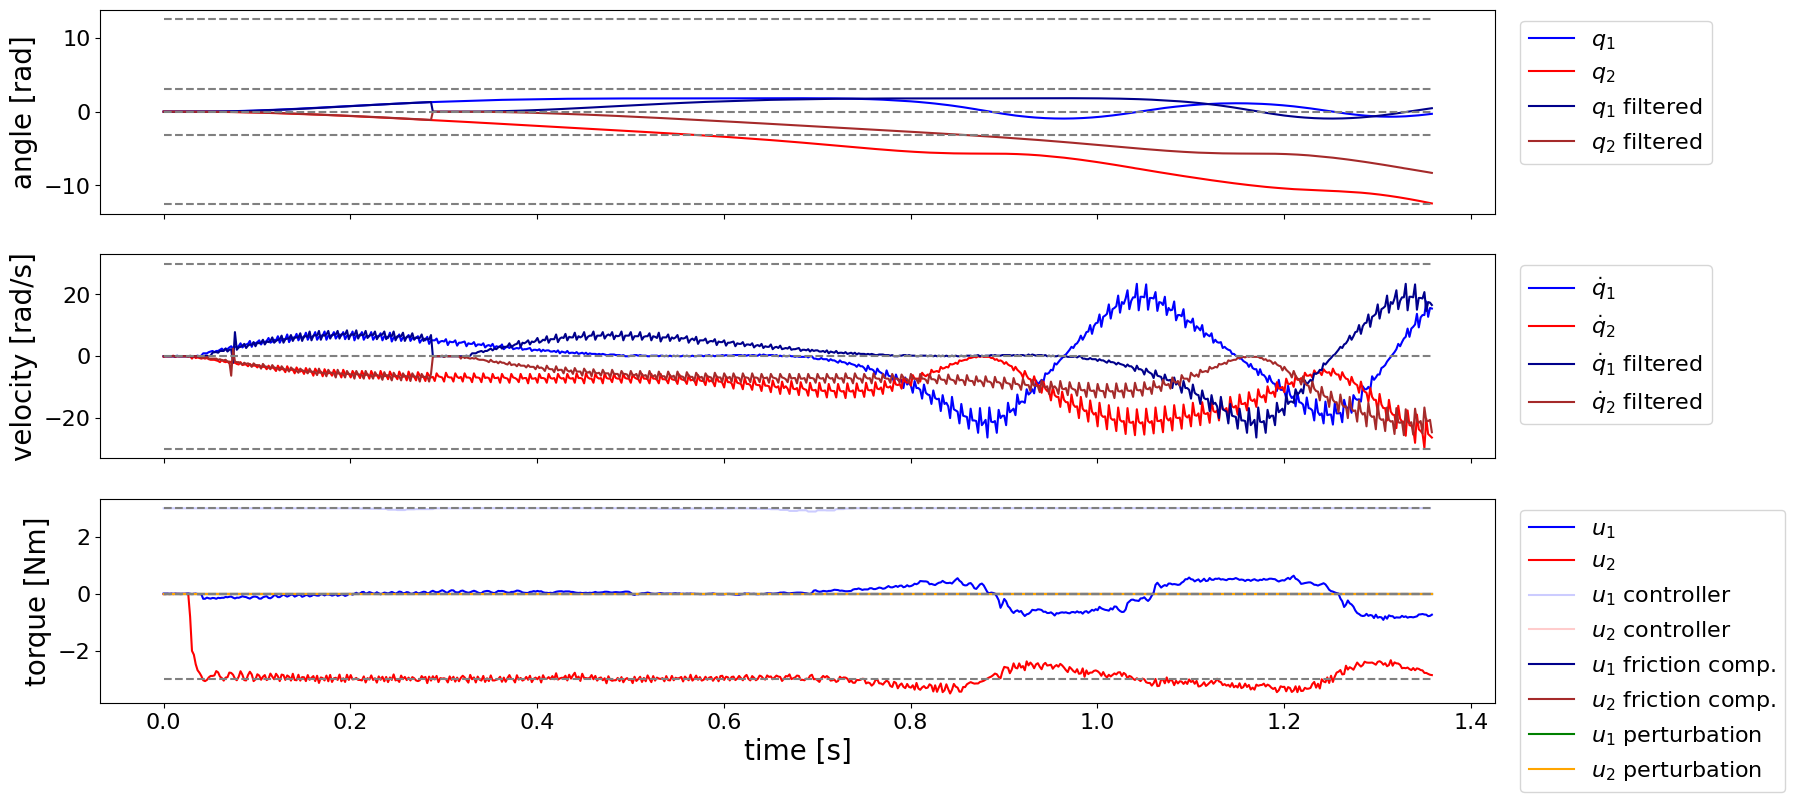 angle [rad]
10
0
−10
q₁
q₂
q₁ filtered
q₂ filtered
velocity [rad/s]
20
0
−20
q̇₁
q̇₂
q̇₁ filtered
q̇₂ filtered
torque [Nm]
2
0
−2
0.0 0.2 0.4 0.6 0.8 1.0 1.2 1.4
time [s]
u₁
u₂
u₁ controller
u₂ controller
u₁ friction comp.
u₂ friction comp.
u₁ perturbation
u₂ perturbation